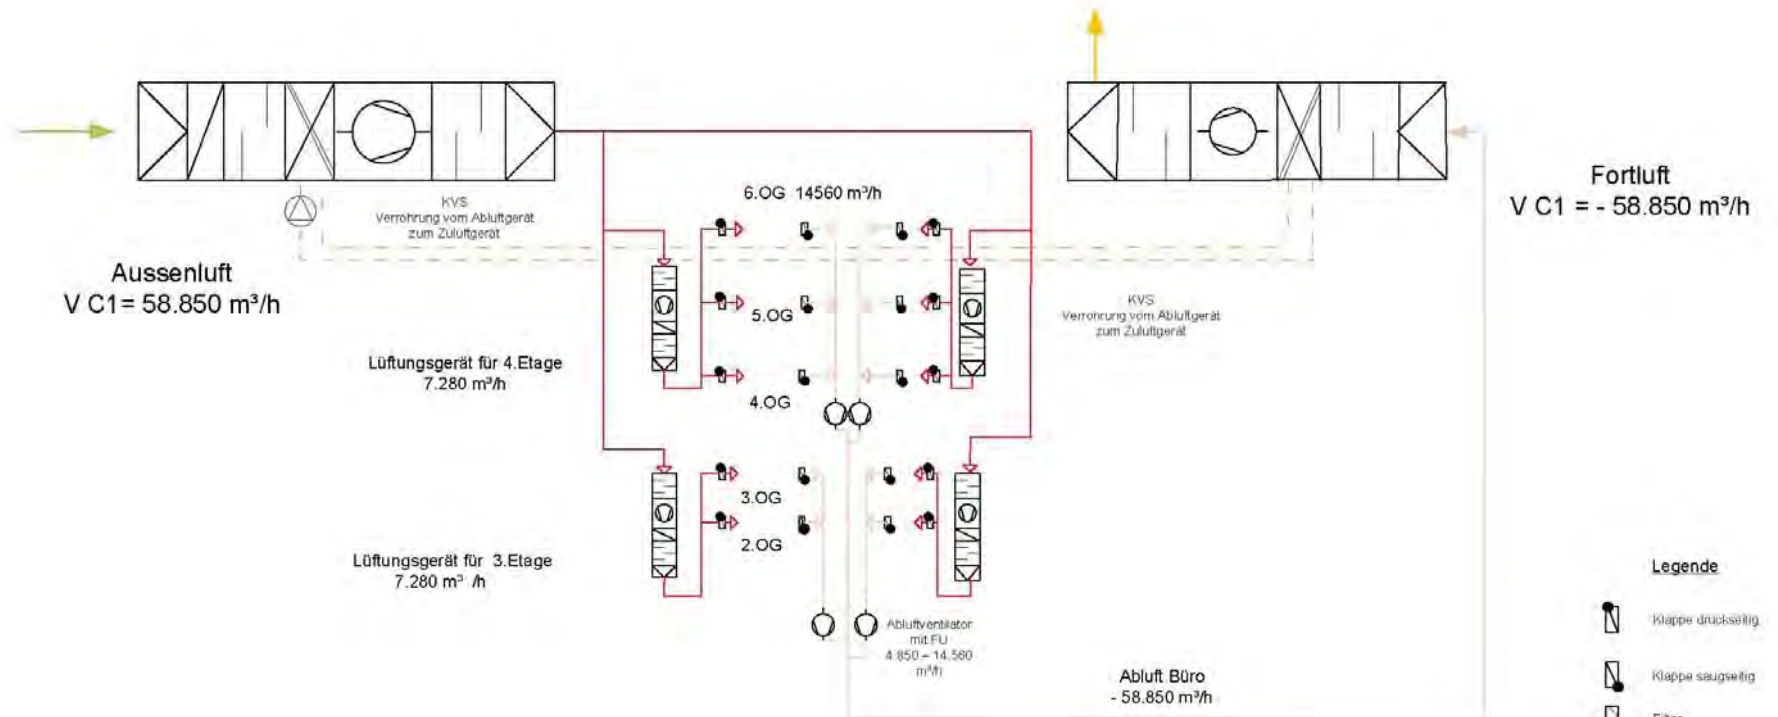 6.OG 14560 m³/h
KVS
Verrohrung vom Abluftgerät
zum Zuluftgerät
Aussenluft
V C1= 58.850 m³/h
Fortluft
V C1 = - 58.850 m³/h
5.OG
KVS
Verrohrung vom Abluftgerät
zum Zuluftgerät
Lüftungsgerät für 4.Etage
7.280 m³/h
4.OG
3.OG
2.OG
Lüftungsgerät für 3.Etage
7.280 m³ /h
Abluftventilator
mit FU
4.850 – 14.560
m³/h
Abluft Büro
- 58.850 m³/h
Legende
Klappe druckseitig
Klappe saugseitig